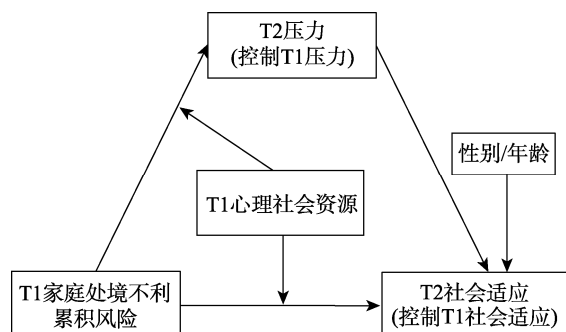 T2压力
(控制T1压力)
性别/年龄
T1心理社会资源
T1家庭处境不利
累积风险
T2社会适应
(控制T1社会适应)